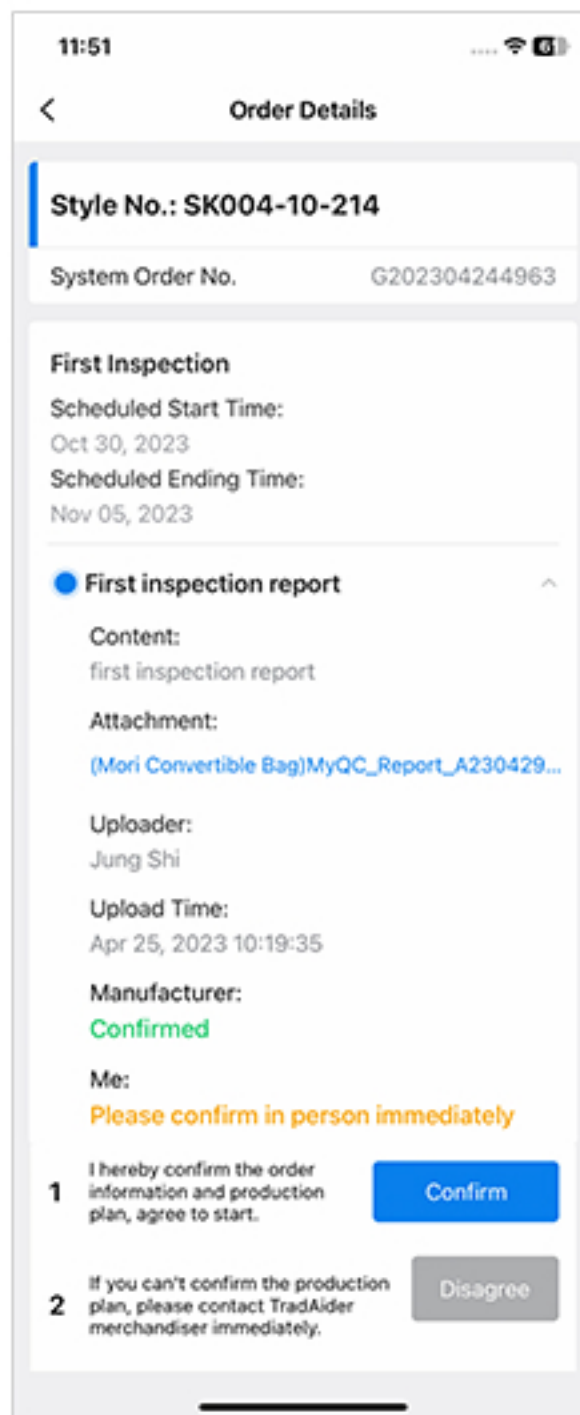 11:51
61
Order Details
Style No.: SK004-10-214
System Order No. G202304244963
First Inspection
Scheduled Start Time:
Oct 30, 2023
Scheduled Ending Time:
Nov 05, 2023
First inspection report
Content:
first inspection report
Attachment:
(Mori Convertible Bag)MyQC_Report_A230429...
Uploader:
Jung Shi
Upload Time:
Apr 25, 2023 10:19:35
Manufacturer:
Confirmed
Me:
Please confirm in person immediately
1
I hereby confirm the order
information and production
plan, agree to start.
Confirm
2
If you can't confirm the production
plan, please contact TradAider
merchandiser immediately.
Disagree